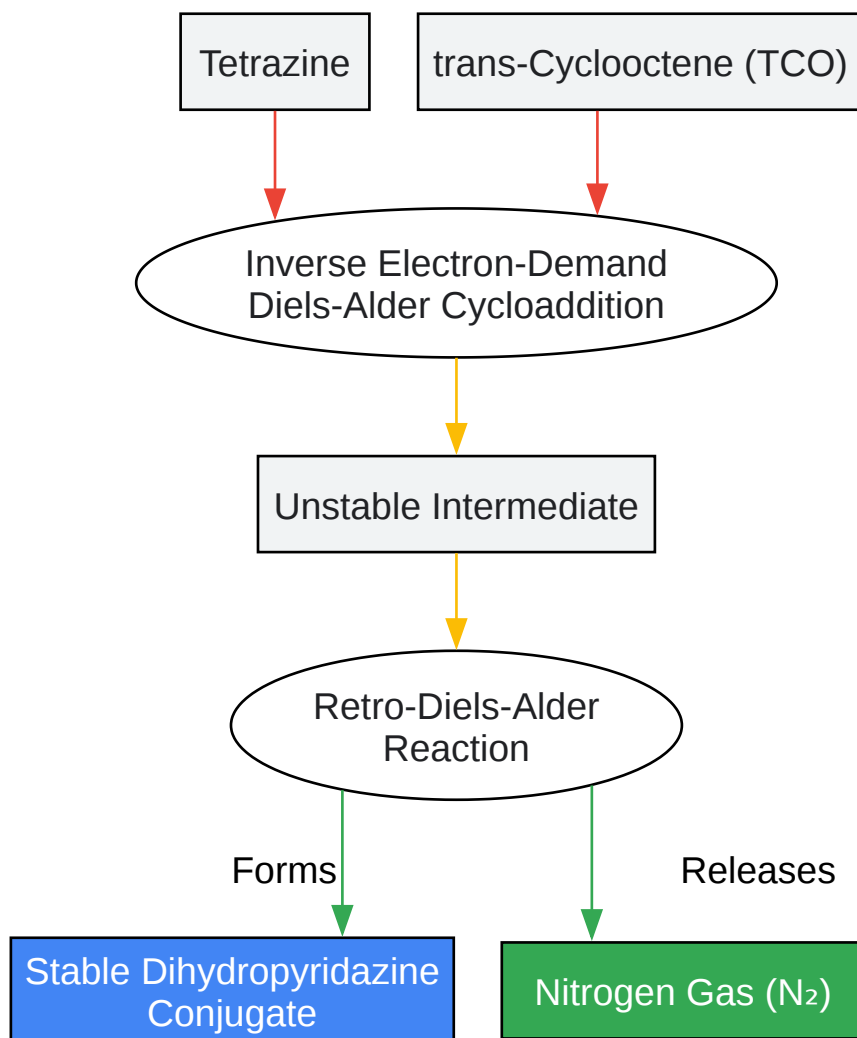 Tetrazine
trans-Cyclooctene (TCO)
Inverse Electron-Demand
Diels-Alder Cycloaddition
Unstable Intermediate
Retro-Diels-Alder
Reaction
Forms
Releases
Stable Dihydropyridazine
Conjugate
Nitrogen Gas (N₂)